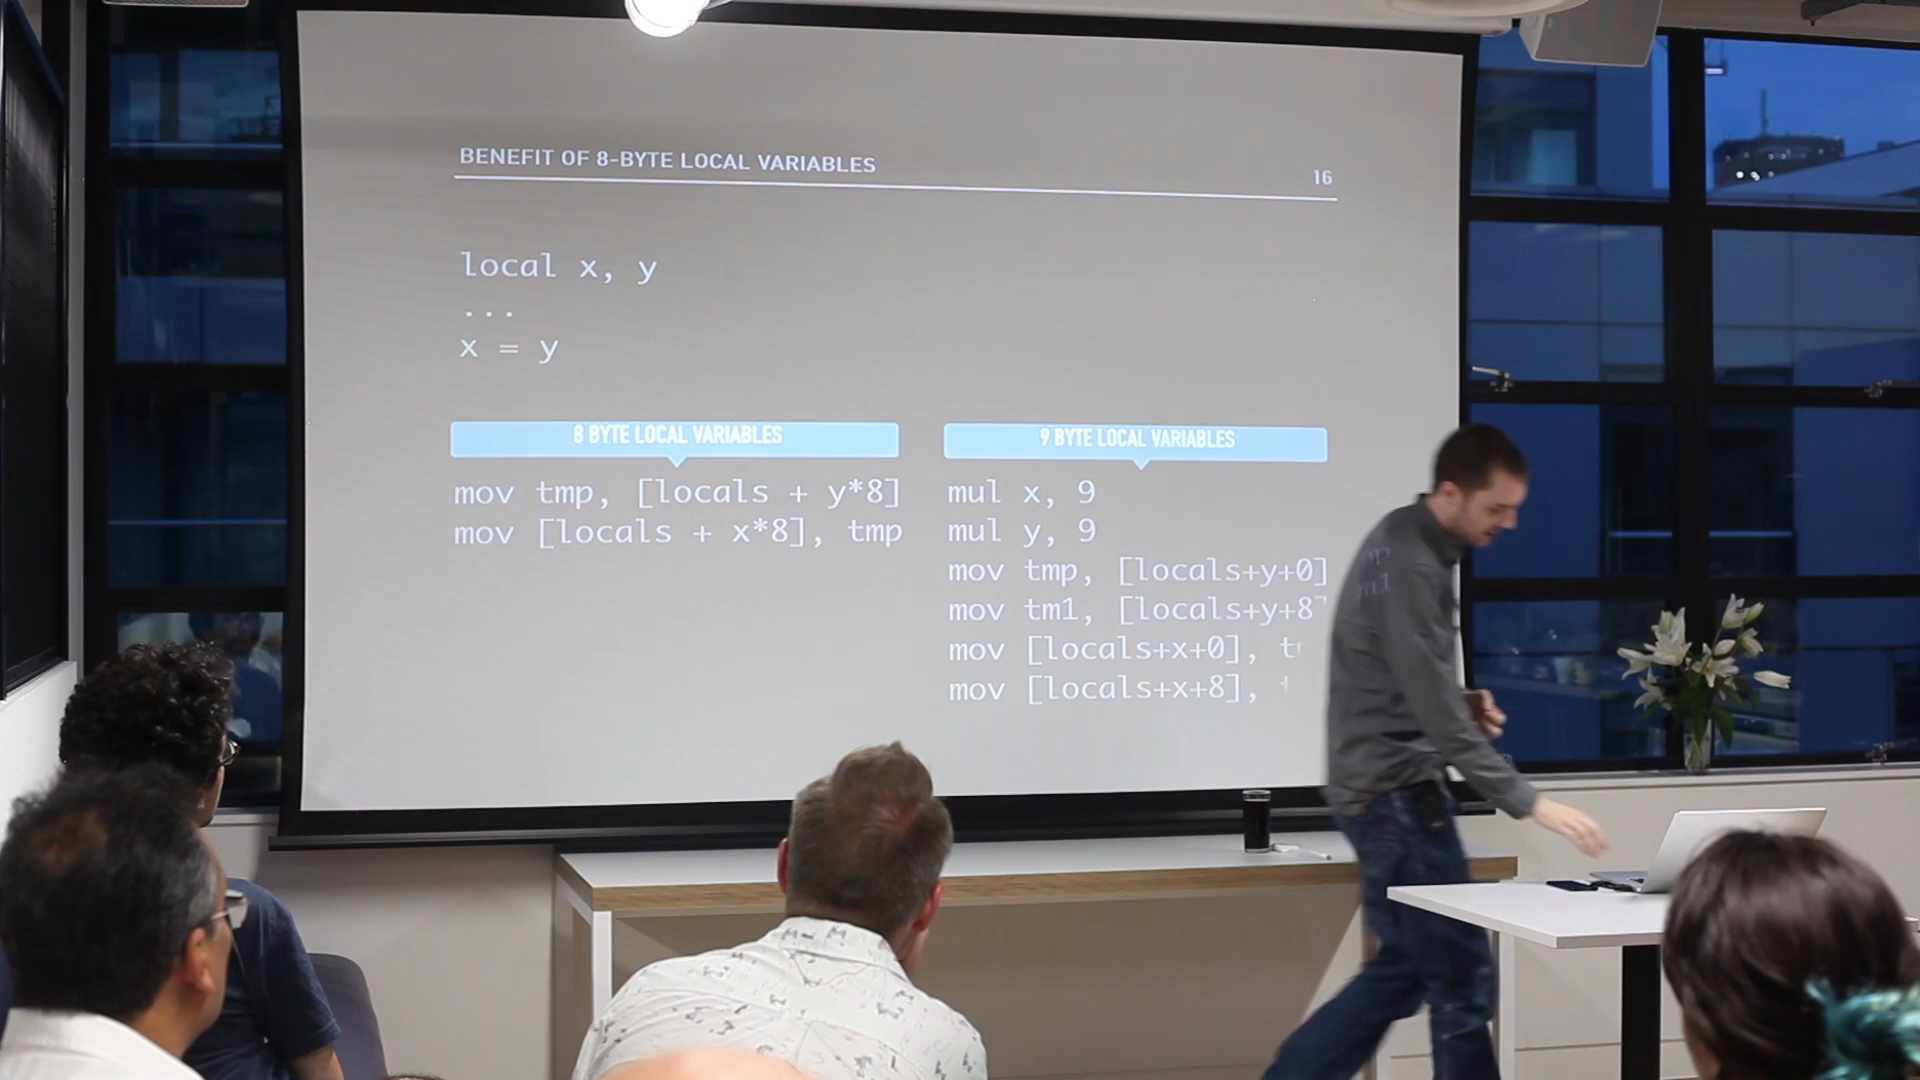 BENEFIT OF 8-BYTE LOCAL VARIABLES
16
local x, y
...
x = y
8 BYTE LOCAL VARIABLES
mov tmp, [locals + y*8]
mov [locals + x*8], tmp
9 BYTE LOCAL VARIABLES
mul x, 9
mul y, 9
mov tmp, [locals+y+0]
mov tm1, [locals+y+8]
mov [locals+x+0],
mov [locals+x+8],